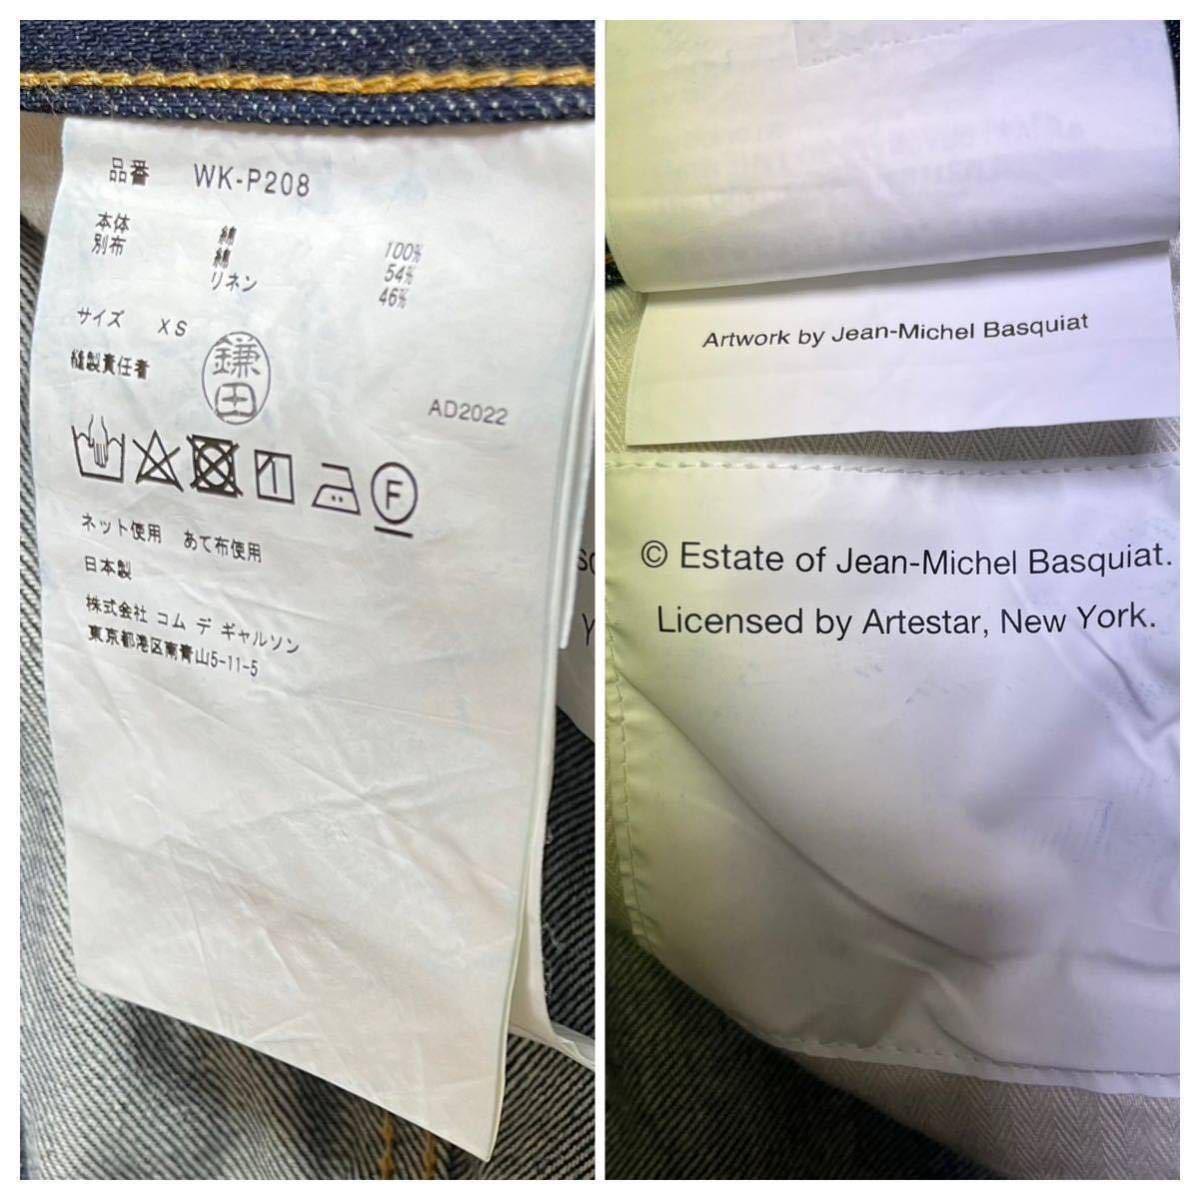 品番 WK-P208
本体 綿 100%
別布 綿 54%
リネン 46%
サイズ XS
縫製責任者 鎌田
AD2022
F
ネット使用 あて布使用
日本製
株式会社 コム デ ギャルソン
東京都港区南青山5-11-5
Artwork by Jean-Michel Basquiat
© Estate of Jean-Michel Basquiat.
Licensed by Artestar, New York.